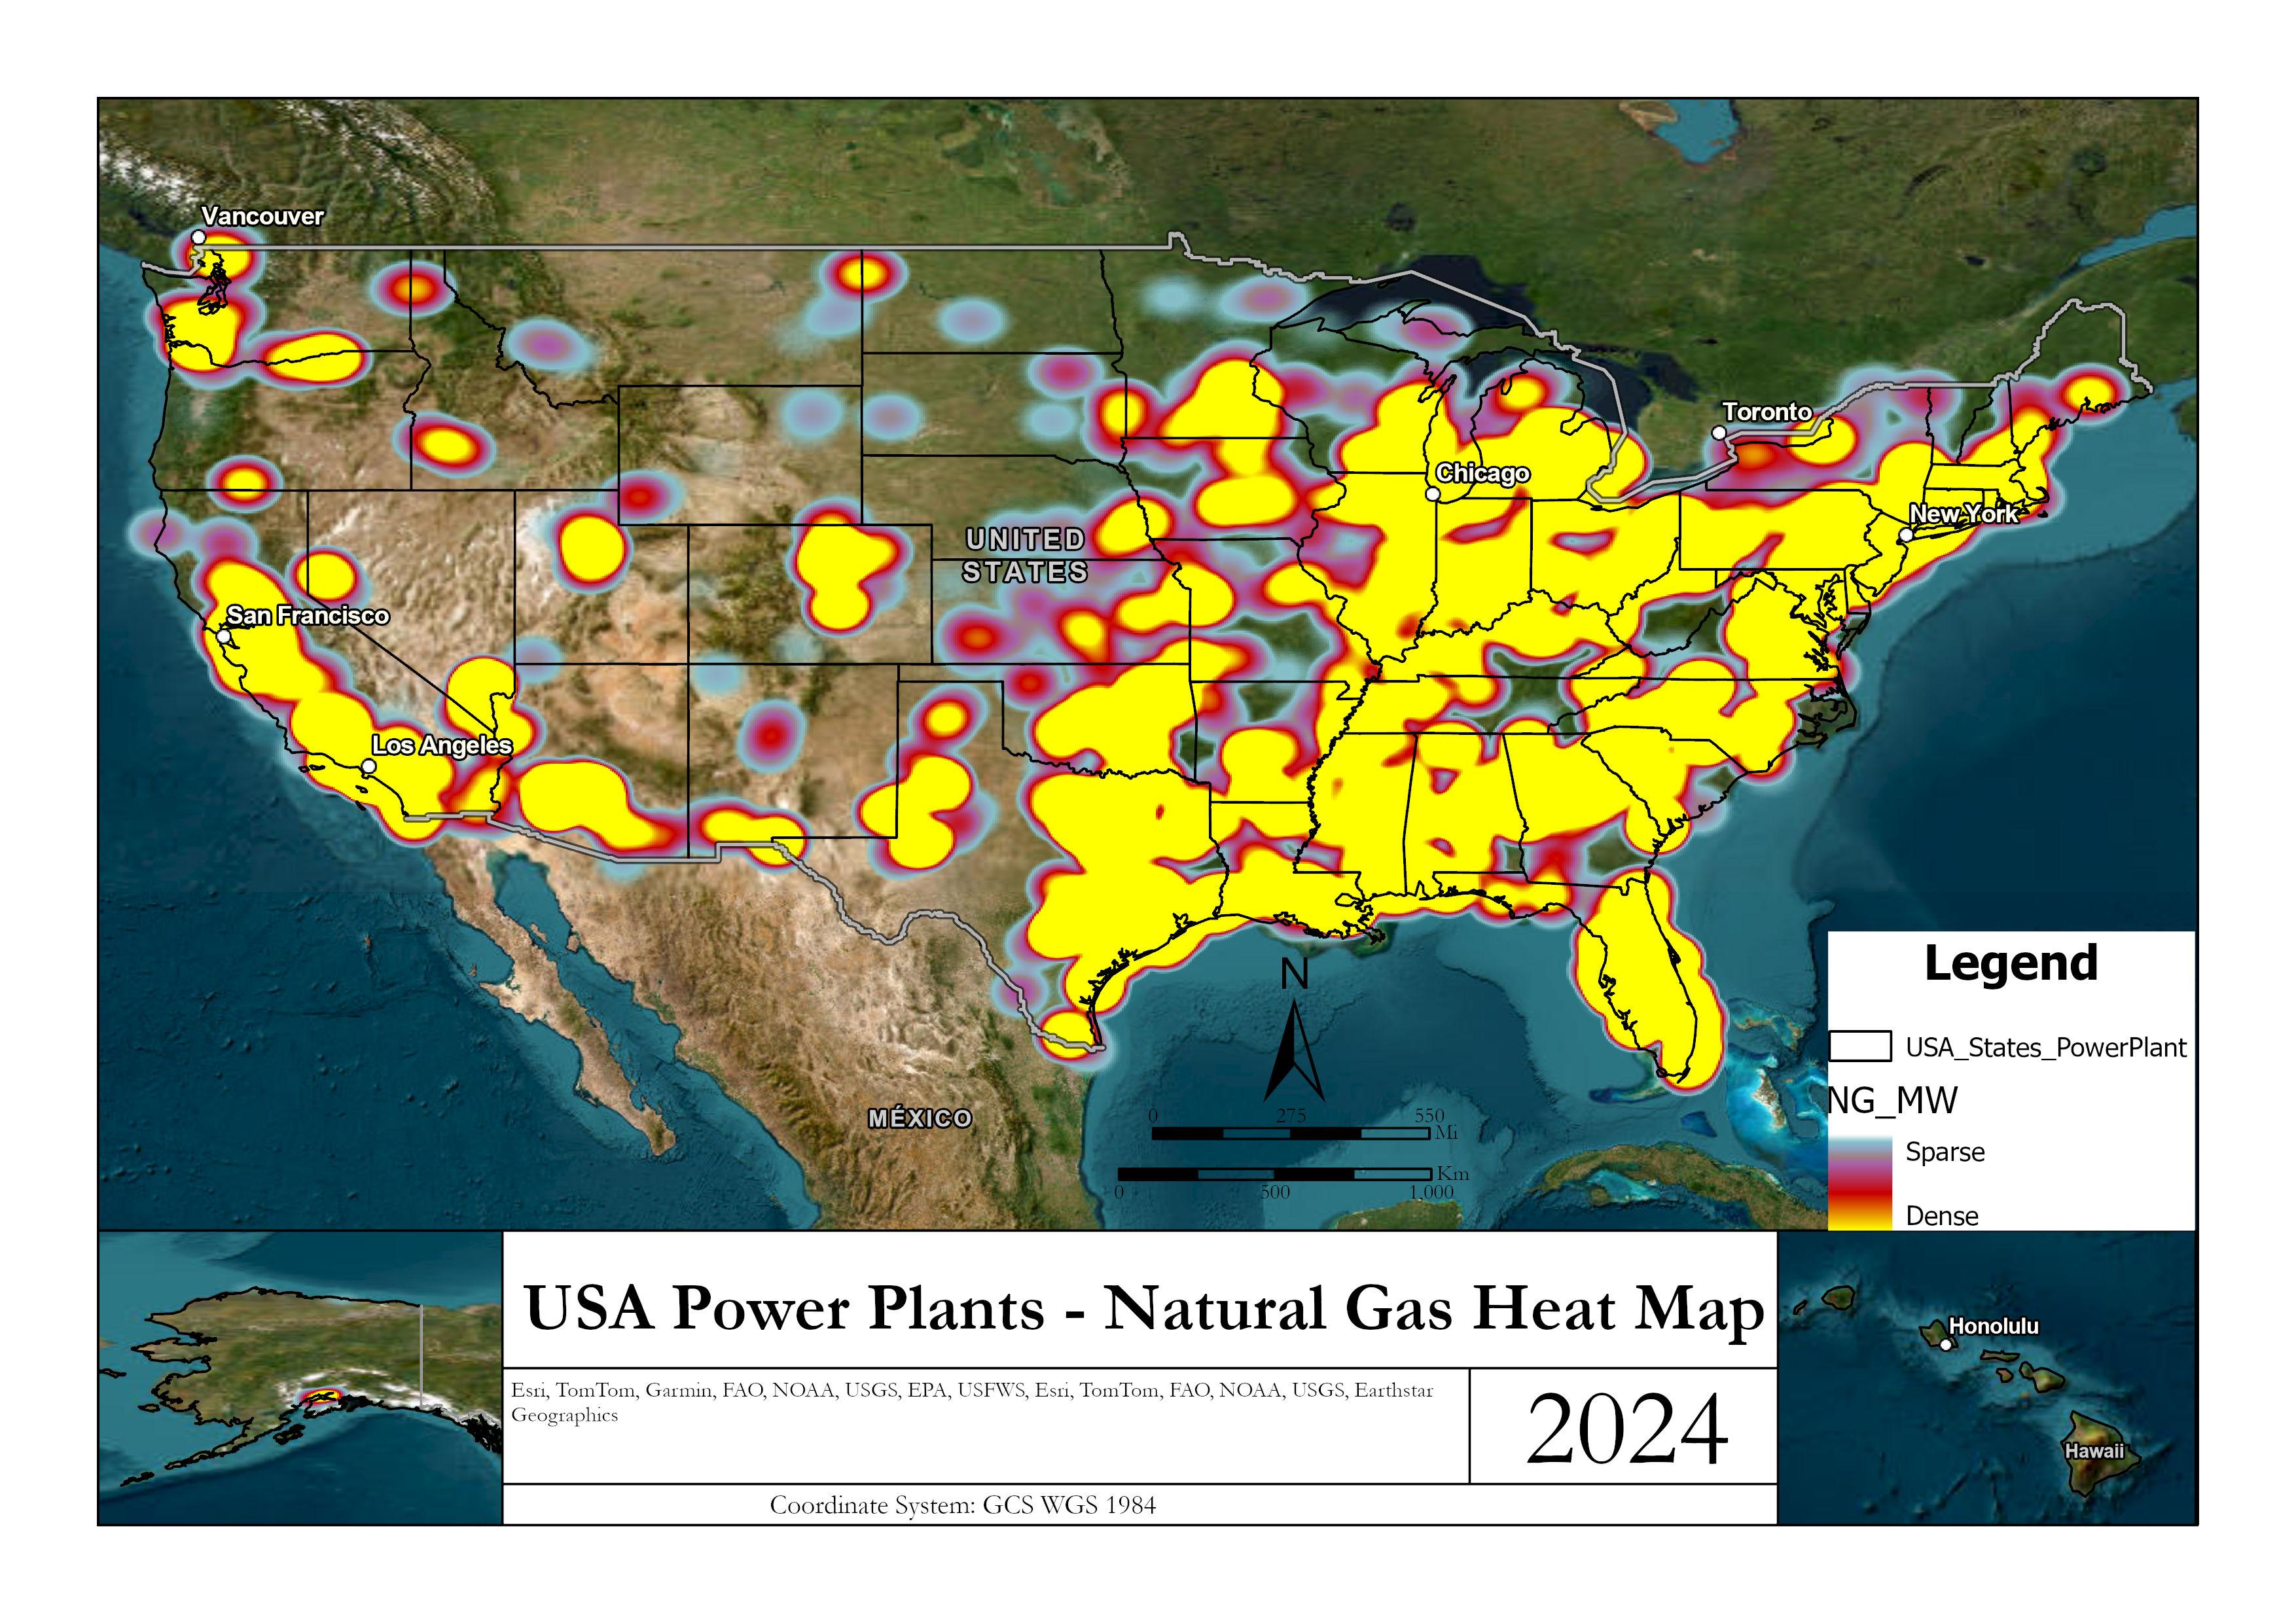 Vancouver
Toronto
Chicago
New York
UNITED
STATES
San Francisco
Los Angeles
MÉXICO
N
0 275 550
Mi
Km
0 500 1,000
Legend
USA_States_PowerPlant
NG_MW
Sparse
Dense
USA Power Plants - Natural Gas Heat Map
Esri, TomTom, Garmin, FAO, NOAA, USGS, EPA, USFWS, Esri, TomTom, FAO, NOAA, USGS, Earthstar
Geographics
2024
Coordinate System: GCS WGS 1984
Honolulu
Hawaii